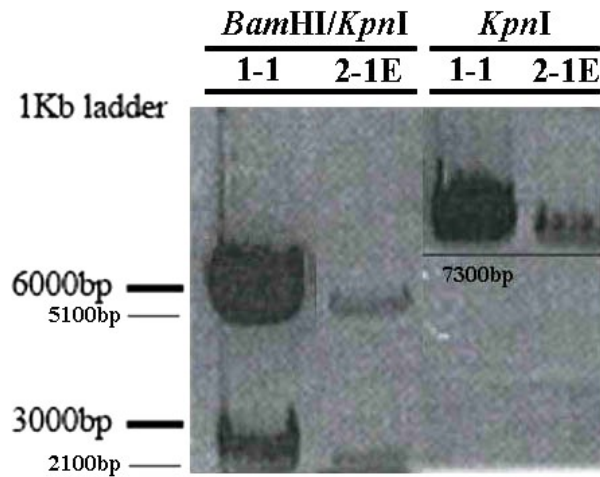 BamHI/KpnI KpnI
1-1 2-1E 1-1 2-1E
1Kb ladder
7300bp
6000bp
5100bp
3000bp
2100bp